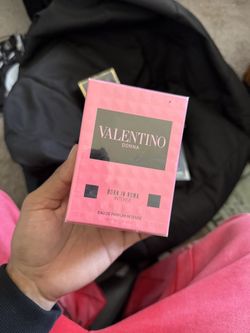 VALENTINO
DONNA
BORN IN ROMA
INTENSE
EAU DE PARFUM INTENSE